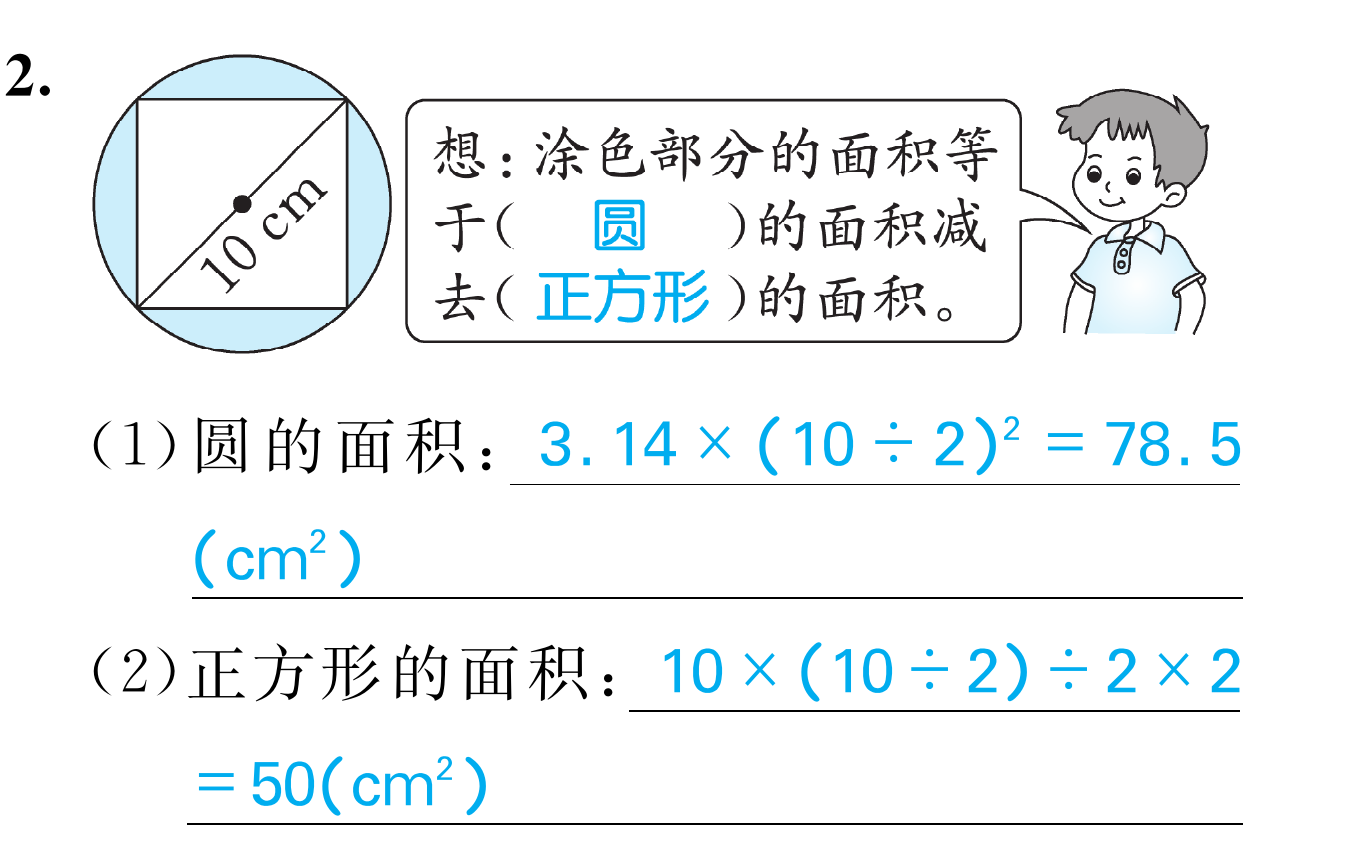 2.
10 cm
想:涂色部分的面积等
于( 圆 )的面积减
去( 正方形 )的面积。
(1)圆的面积: 3.14×(10÷2)²=78.5
(cm²)
(2)正方形的面积: 10×(10÷2)÷2×2
=50(cm²)